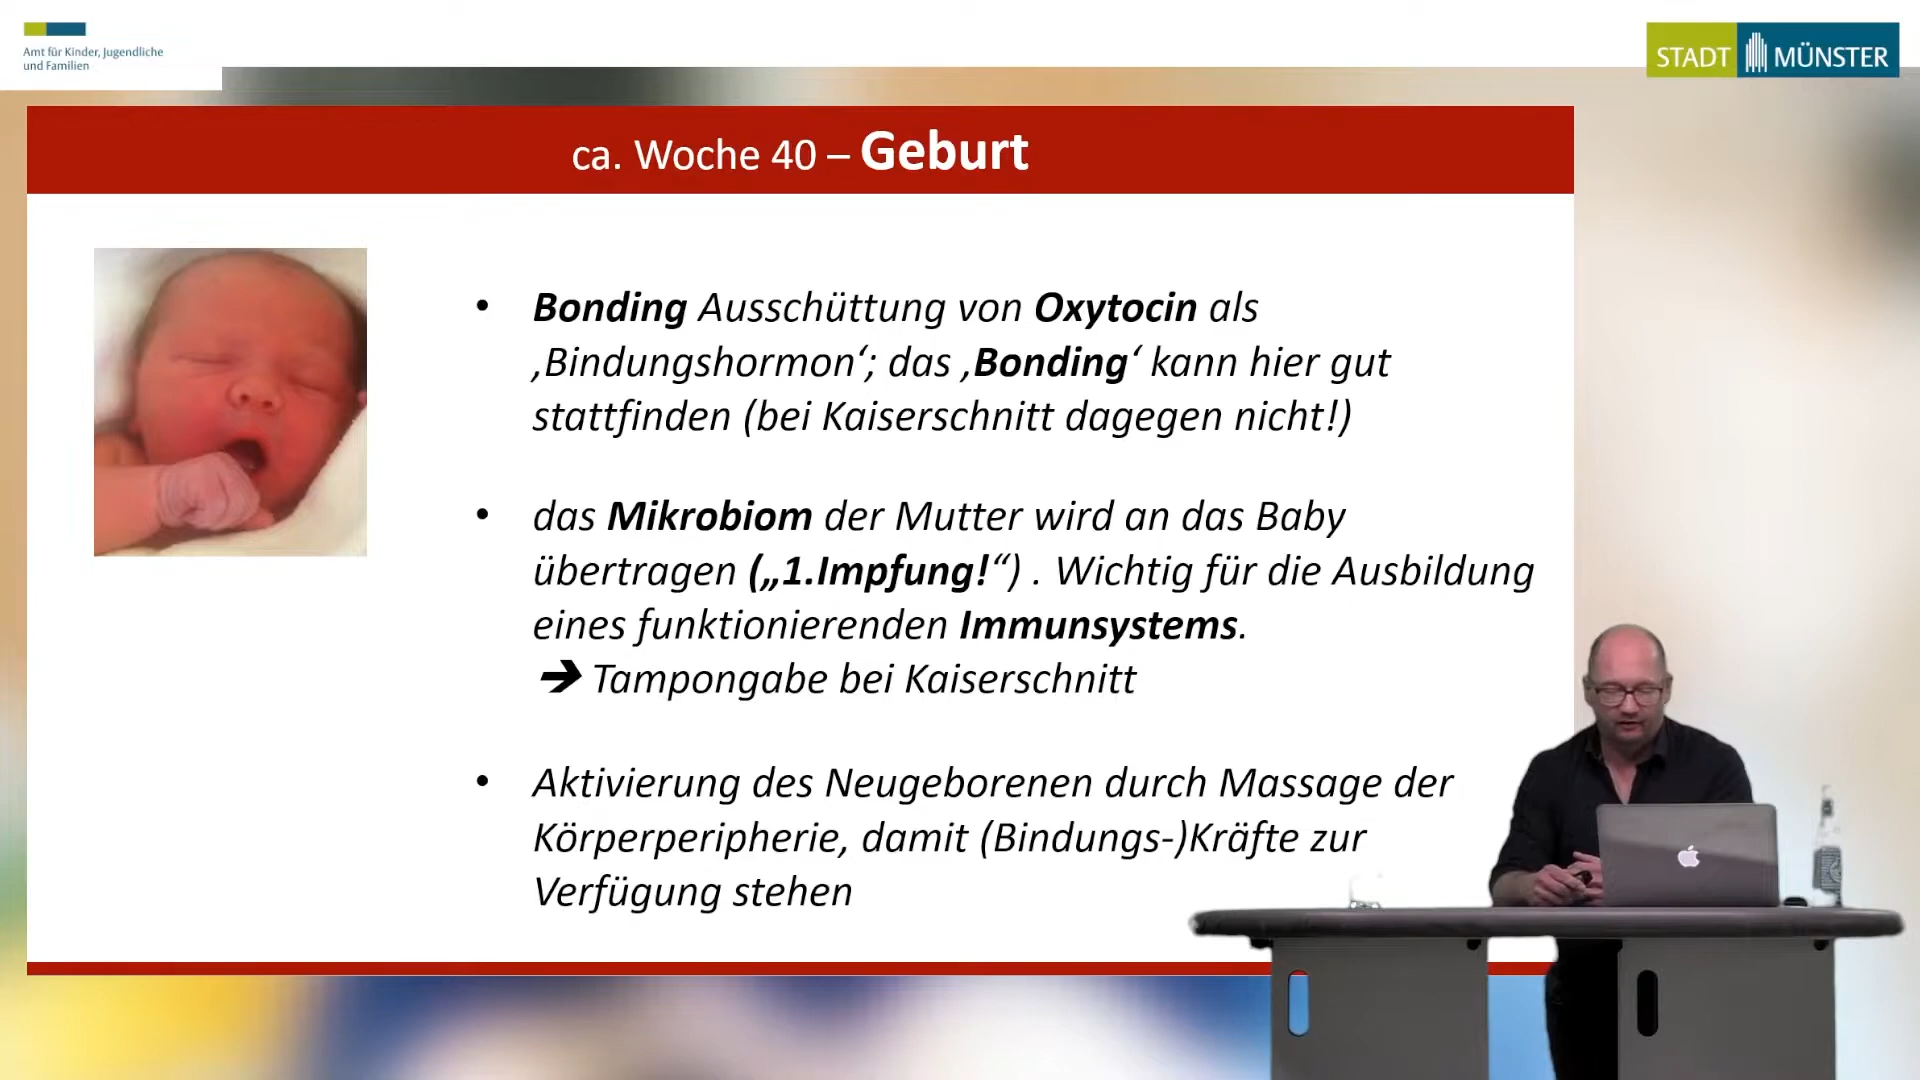 Amt für Kinder, Jugendliche
und Familien
STADT MÜNSTER
ca. Woche 40 – Geburt
• Bonding Ausschüttung von Oxytocin als
‚Bindungshormon‘; das ‚Bonding‘ kann hier gut
stattfinden (bei Kaiserschnitt dagegen nicht!)
• das Mikrobiom der Mutter wird an das Baby
übertragen („1.Impfung!“) . Wichtig für die Ausbildung
eines funktionierenden Immunsystems.
➔ Tampongabe bei Kaiserschnitt
• Aktivierung des Neugeborenen durch Massage der
Körperperipherie, damit (Bindungs-)Kräfte zur
Verfügung stehen